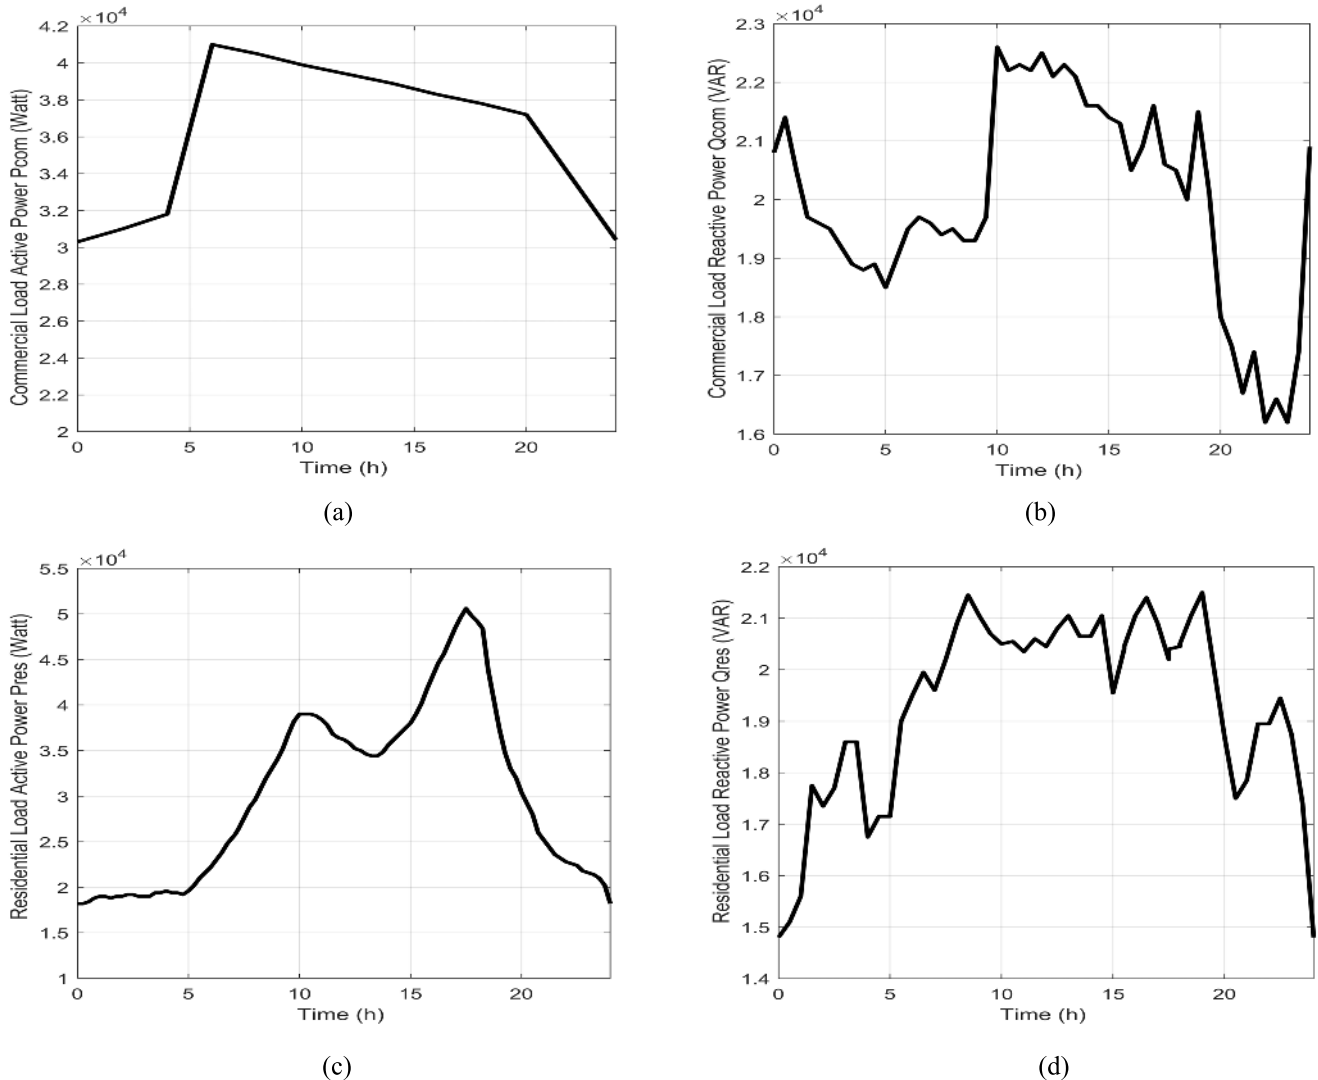 ×10⁴
4.2
4
3.8
3.6
3.4
3.2
3
2.8
2.6
2.4
2.2
2
Commercial Load Active Power Pcom (Watt)
0 5 10 15 20
Time (h)
(a)
×10⁴
2.3
2.2
2.1
2
1.9
1.8
1.7
1.6
Commercial Load Reactive Power Qcom (VAR)
0 5 10 15 20
Time (h)
(b)
×10⁴
5.5
5
4.5
4
3.5
3
2.5
2
1.5
1
Residential Load Active Power Pres (Watt)
0 5 10 15 20
Time (h)
(c)
×10⁴
2.2
2.1
2
1.9
1.8
1.7
1.6
1.5
1.4
Residential Load Reactive Power Qres (VAR)
0 5 10 15 20
Time (h)
(d)